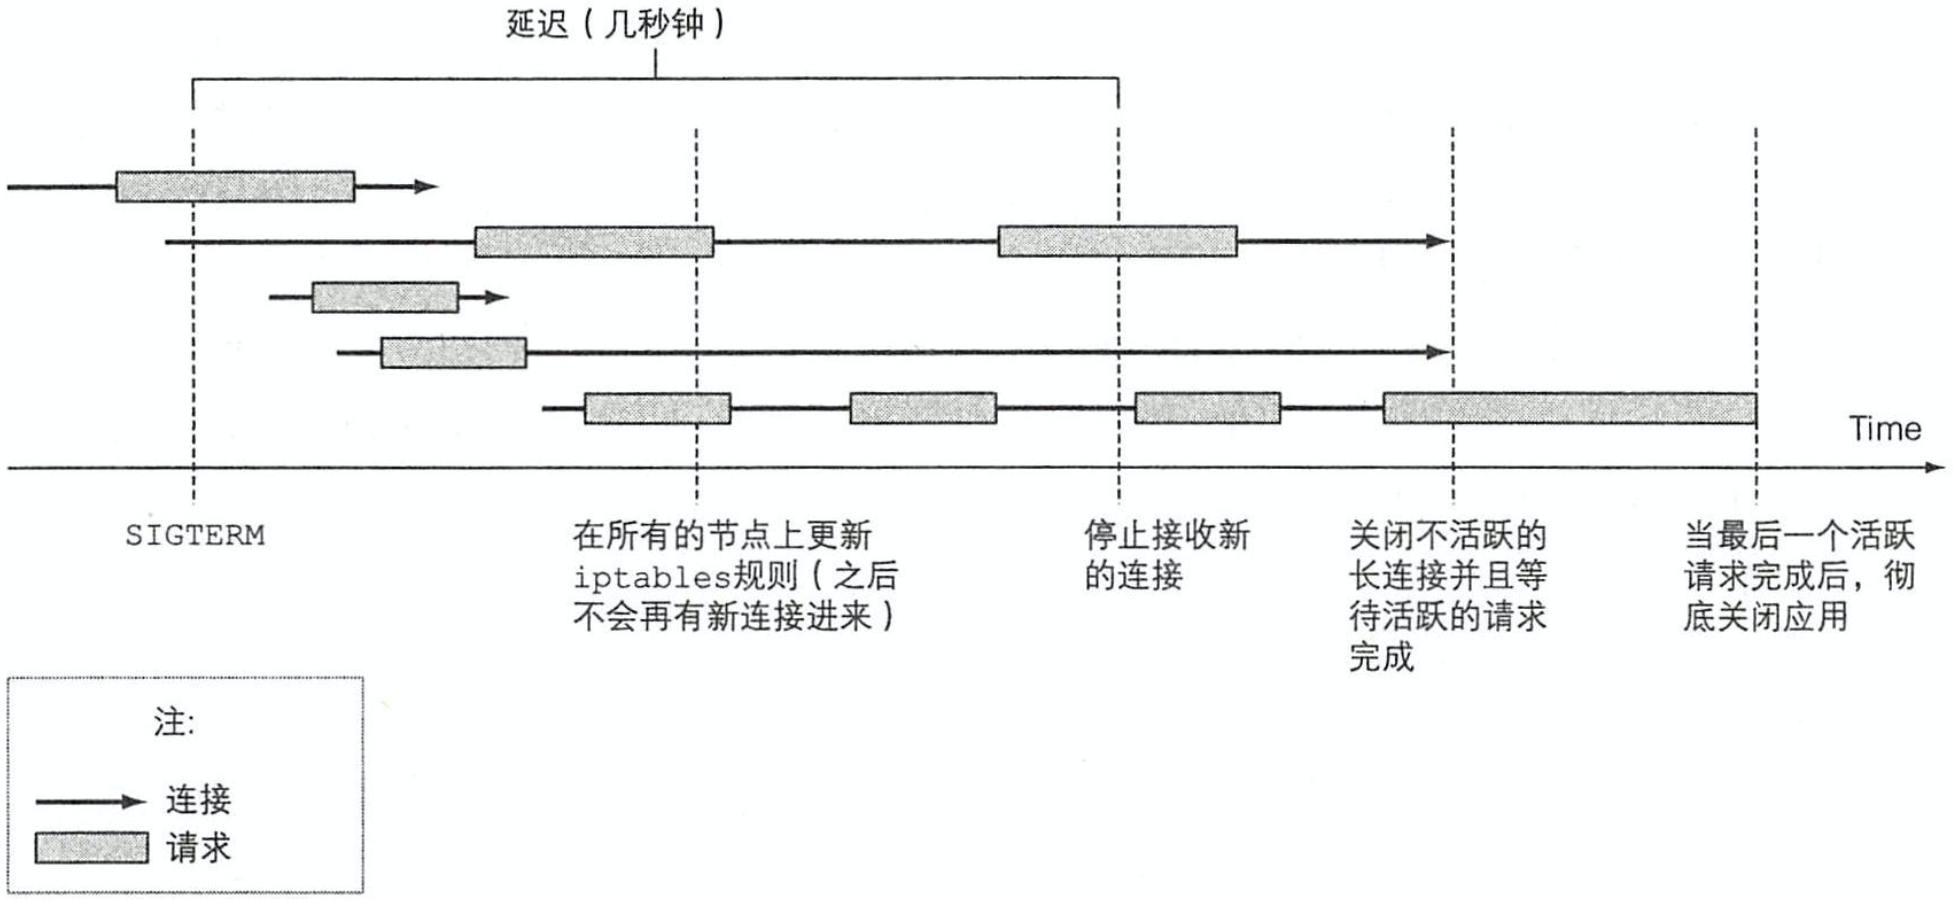 延迟（几秒钟）
Time
SIGTERM
在所有的节点上更新
iptables规则（之后
不会再有新连接进来）
停止接收新
的连接
关闭不活跃的
长连接并且等
待活跃的请求
完成
当最后一个活跃
请求完成后，彻
底关闭应用
注:
连接
请求